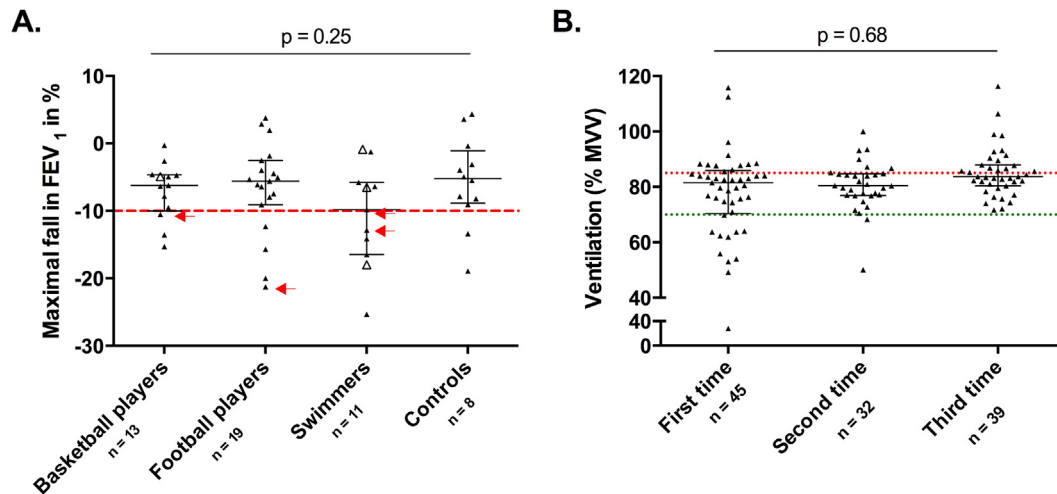 A.
p = 0.25
Maximal fall in FEV1 in %
10
0
-10
-20
-30
Basketball players
n = 13
Football players
n = 19
Swimmers
n = 11
Controls
n = 8
B.
p = 0.68
Ventilation (% MVV)
120
100
80
60
40
40
20
0
First time
n = 45
Second time
n = 32
Third time
n = 39